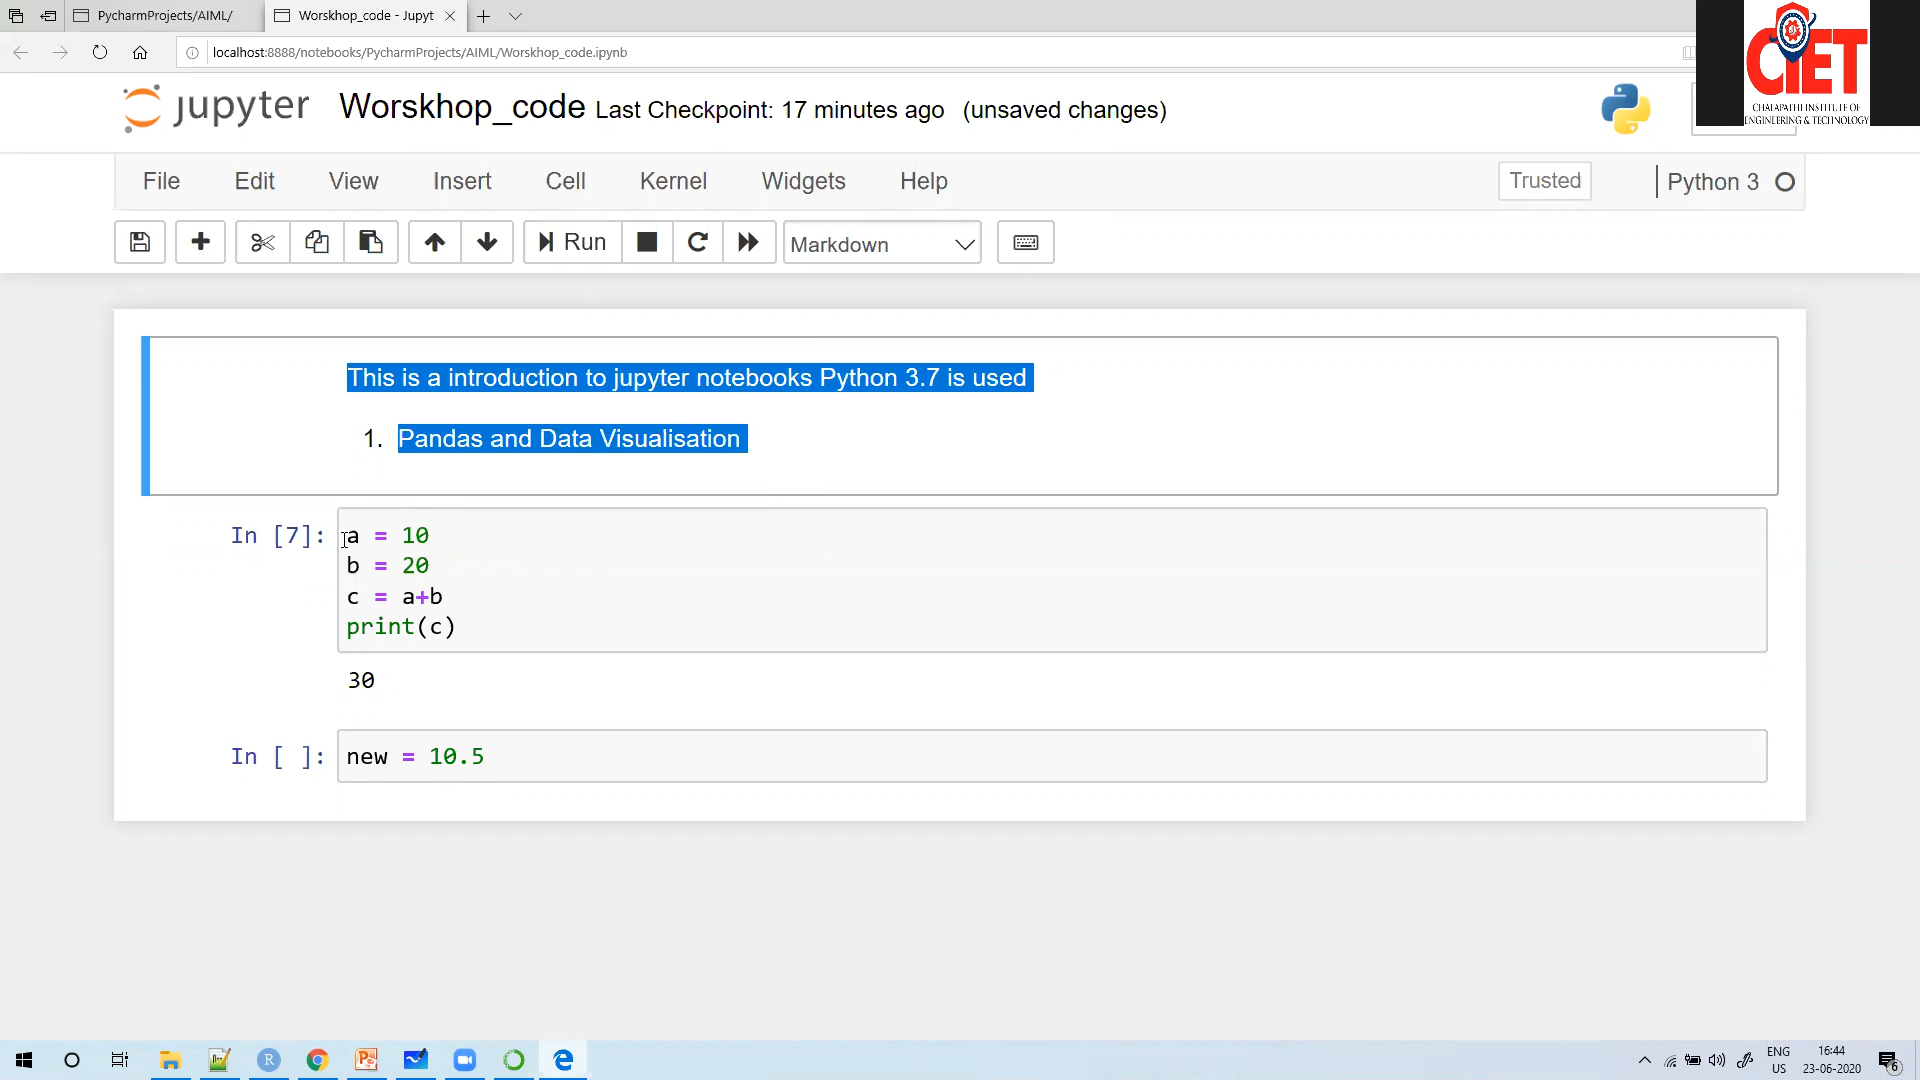 PycharmProjects/AIML/
Worskhop_code - Jupyt
localhost:8888/notebooks/PycharmProjects/AIML/Worskhop_code.ipynb
CIET
CHALAPATHI INSTITUTE OF
ENGINEERING & TECHNOLOGY
jupyter Worskhop_code Last Checkpoint: 17 minutes ago (unsaved changes)
File Edit View Insert Cell Kernel Widgets Help Trusted Python 3
Run Markdown
This is a introduction to jupyter notebooks Python 3.7 is used
1. Pandas and Data Visualisation
In [7]: a = 10
b = 20
c = a+b
print(c)
30
In [ ]: new = 10.5
ENG 16:44
US 23-06-2020
6